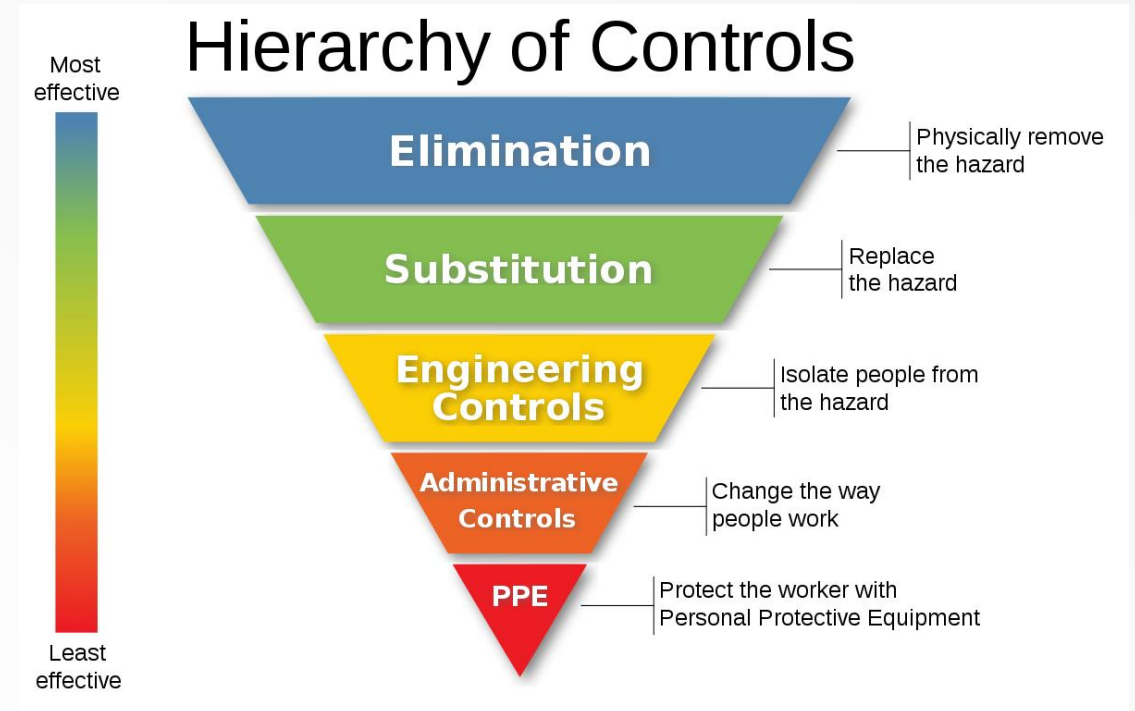 Hierarchy of Controls
Most
effective
Elimination
Physically remove
the hazard
Substitution
Replace
the hazard
Engineering
Controls
Isolate people from
the hazard
Administrative
Controls
Change the way
people work
PPE
Protect the worker with
Personal Protective Equipment
Least
effective